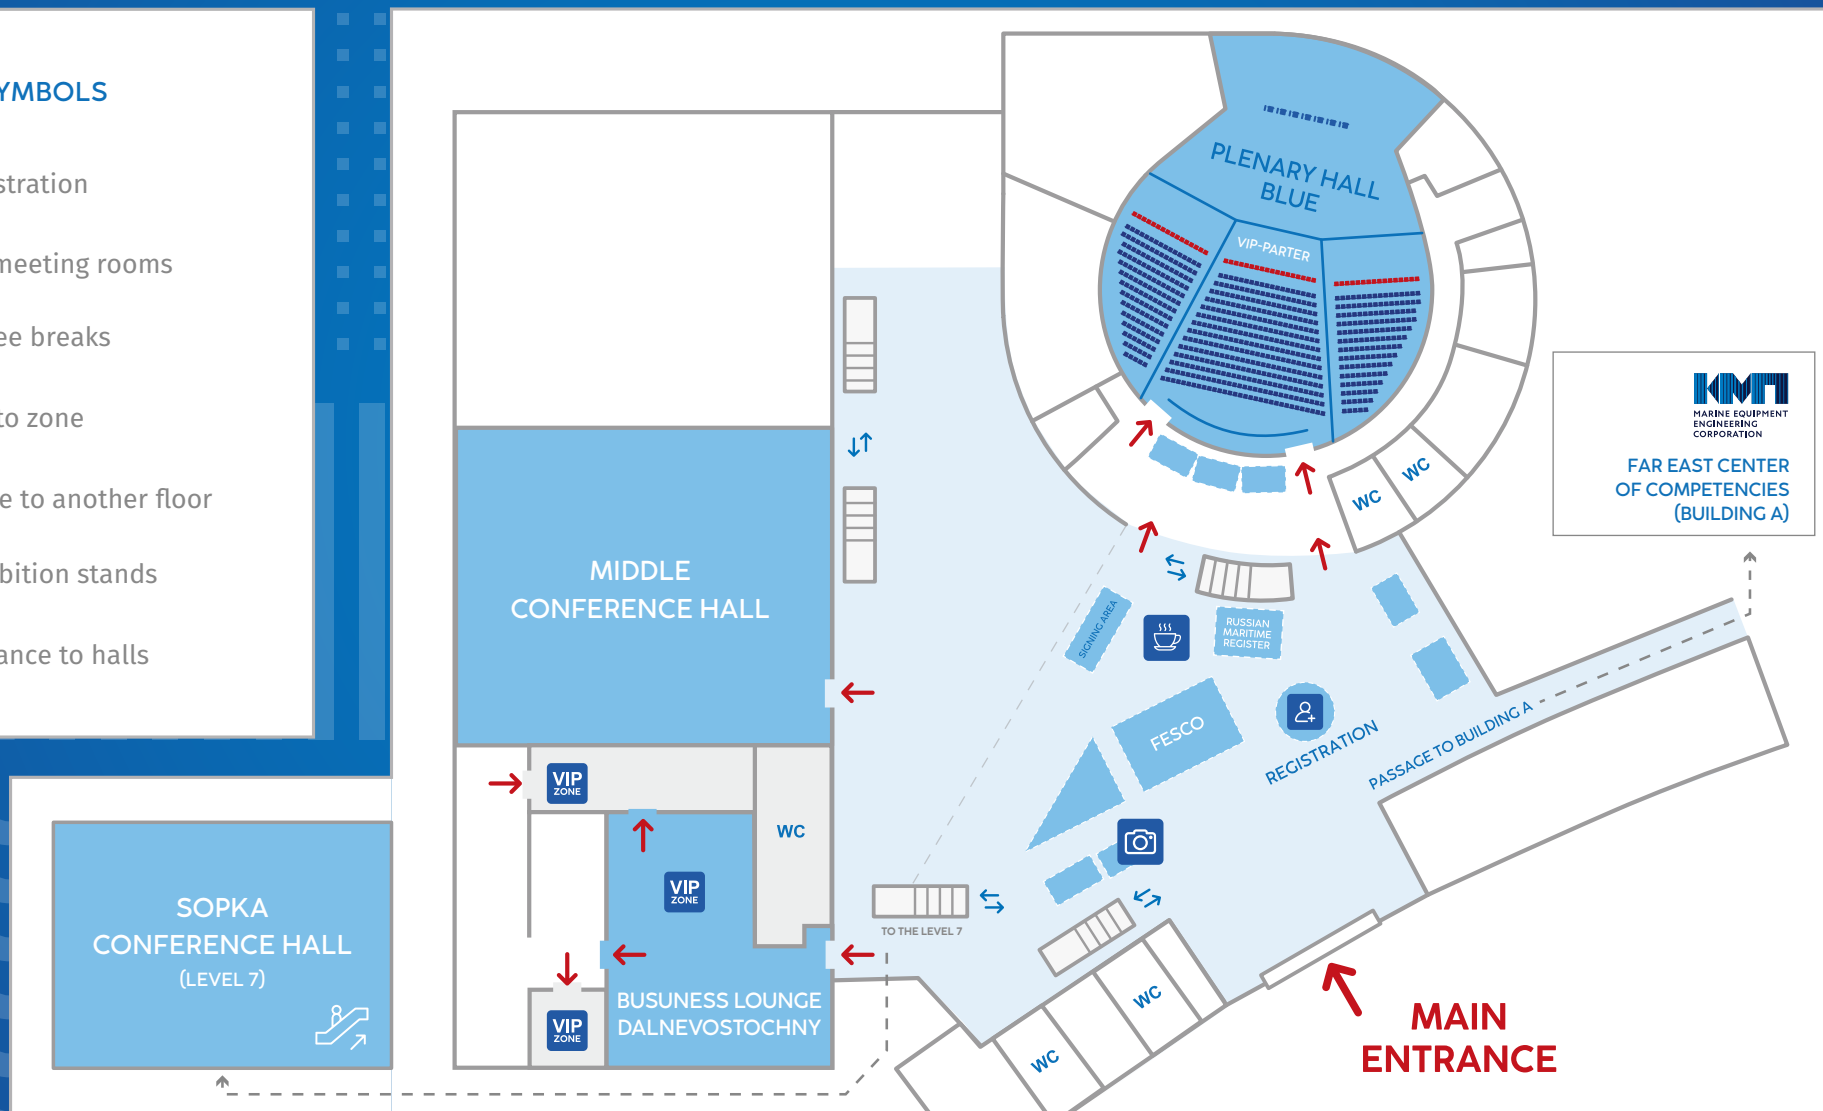 YMBOLS
stration
meeting rooms
ee breaks
to zone
e to another floor
bition stands
ance to halls
SOPKA
CONFERENCE HALL
(LEVEL 7)
MIDDLE
CONFERENCE HALL
VIP
ZONE
WC
VIP
ZONE
VIP
ZONE
BUSUNESS LOUNGE
DALNEVOSTOCHNY
TO THE LEVEL 7
PLENARY HALL
BLUE
VIP-PARTER
WC
WC
SIGNING AREA
RUSSIAN
MARITIME
REGISTER
FESCO
REGISTRATION
PASSAGE TO BUILDING A
WC
WC
MAIN
ENTRANCE
КМП
MARINE EQUIPMENT
ENGINEERING
CORPORATION
FAR EAST CENTER
OF COMPETENCIES
(BUILDING A)